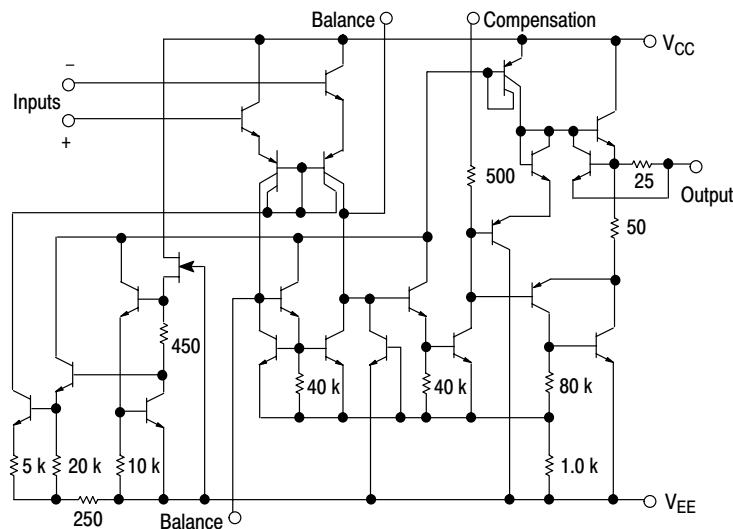 Balance
Compensation
VCC
−
Inputs
+
500
25
Output
50
450
40 k
40 k
80 k
5 k
20 k
10 k
1.0 k
250
Balance
VEE